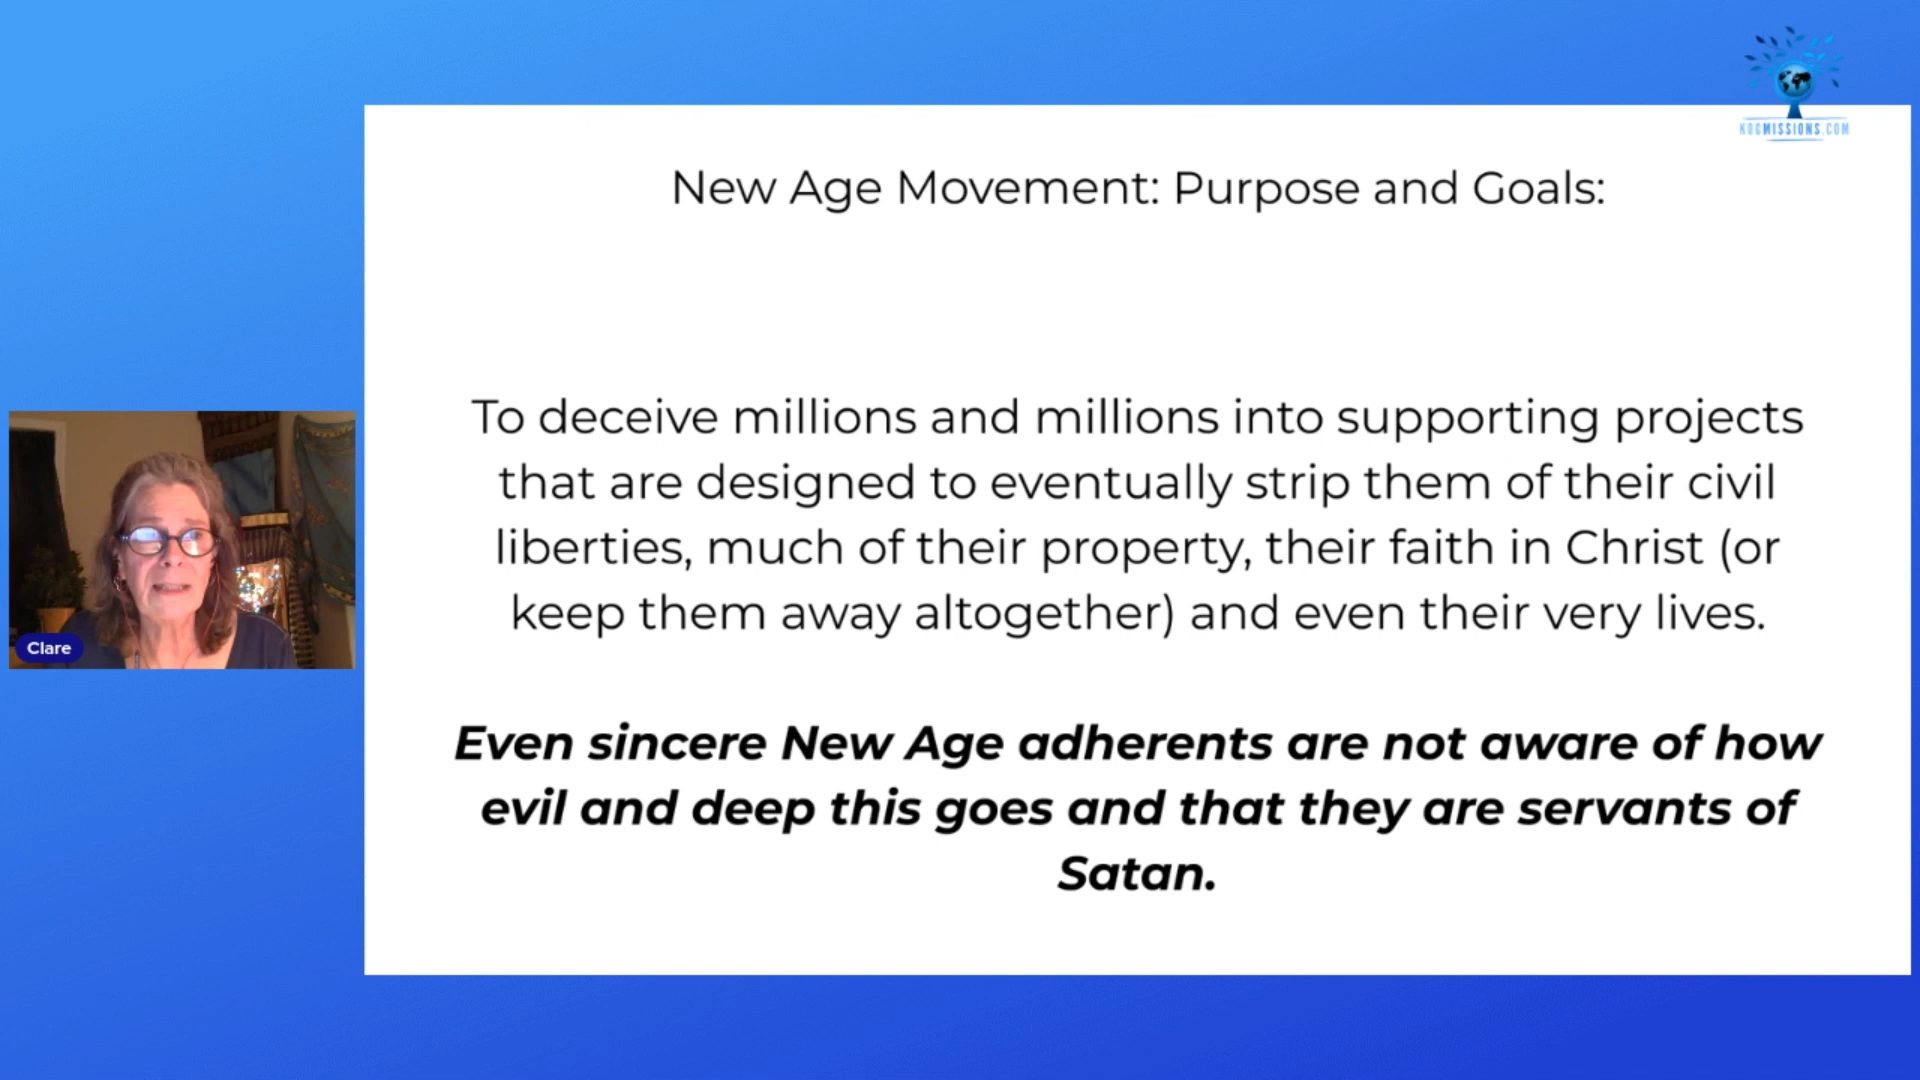 KOGMISSIONS.COM
New Age Movement: Purpose and Goals:
To deceive millions and millions into supporting projects
that are designed to eventually strip them of their civil
liberties, much of their property, their faith in Christ (or
keep them away altogether) and even their very lives.
Even sincere New Age adherents are not aware of how
evil and deep this goes and that they are servants of
Satan.
Clare